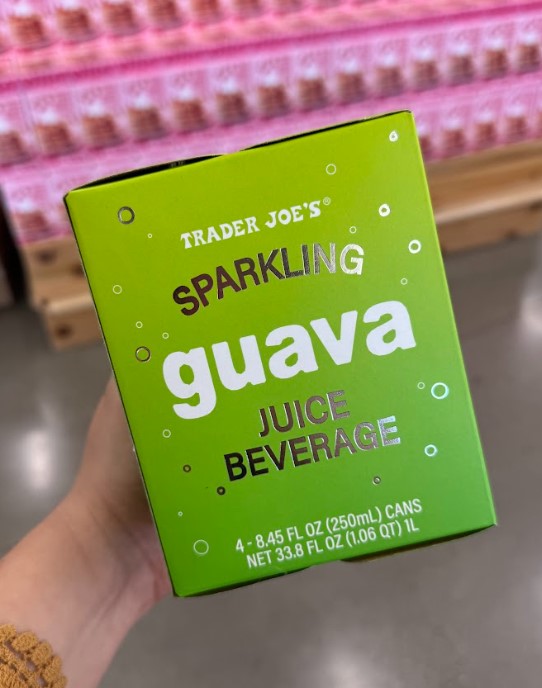 TRADER JOE'S®
SPARKLING
guava
JUICE
BEVERAGE
4 - 8.45 FL OZ (250mL) CANS
NET 33.8 FL OZ (1.06 QT) 1L